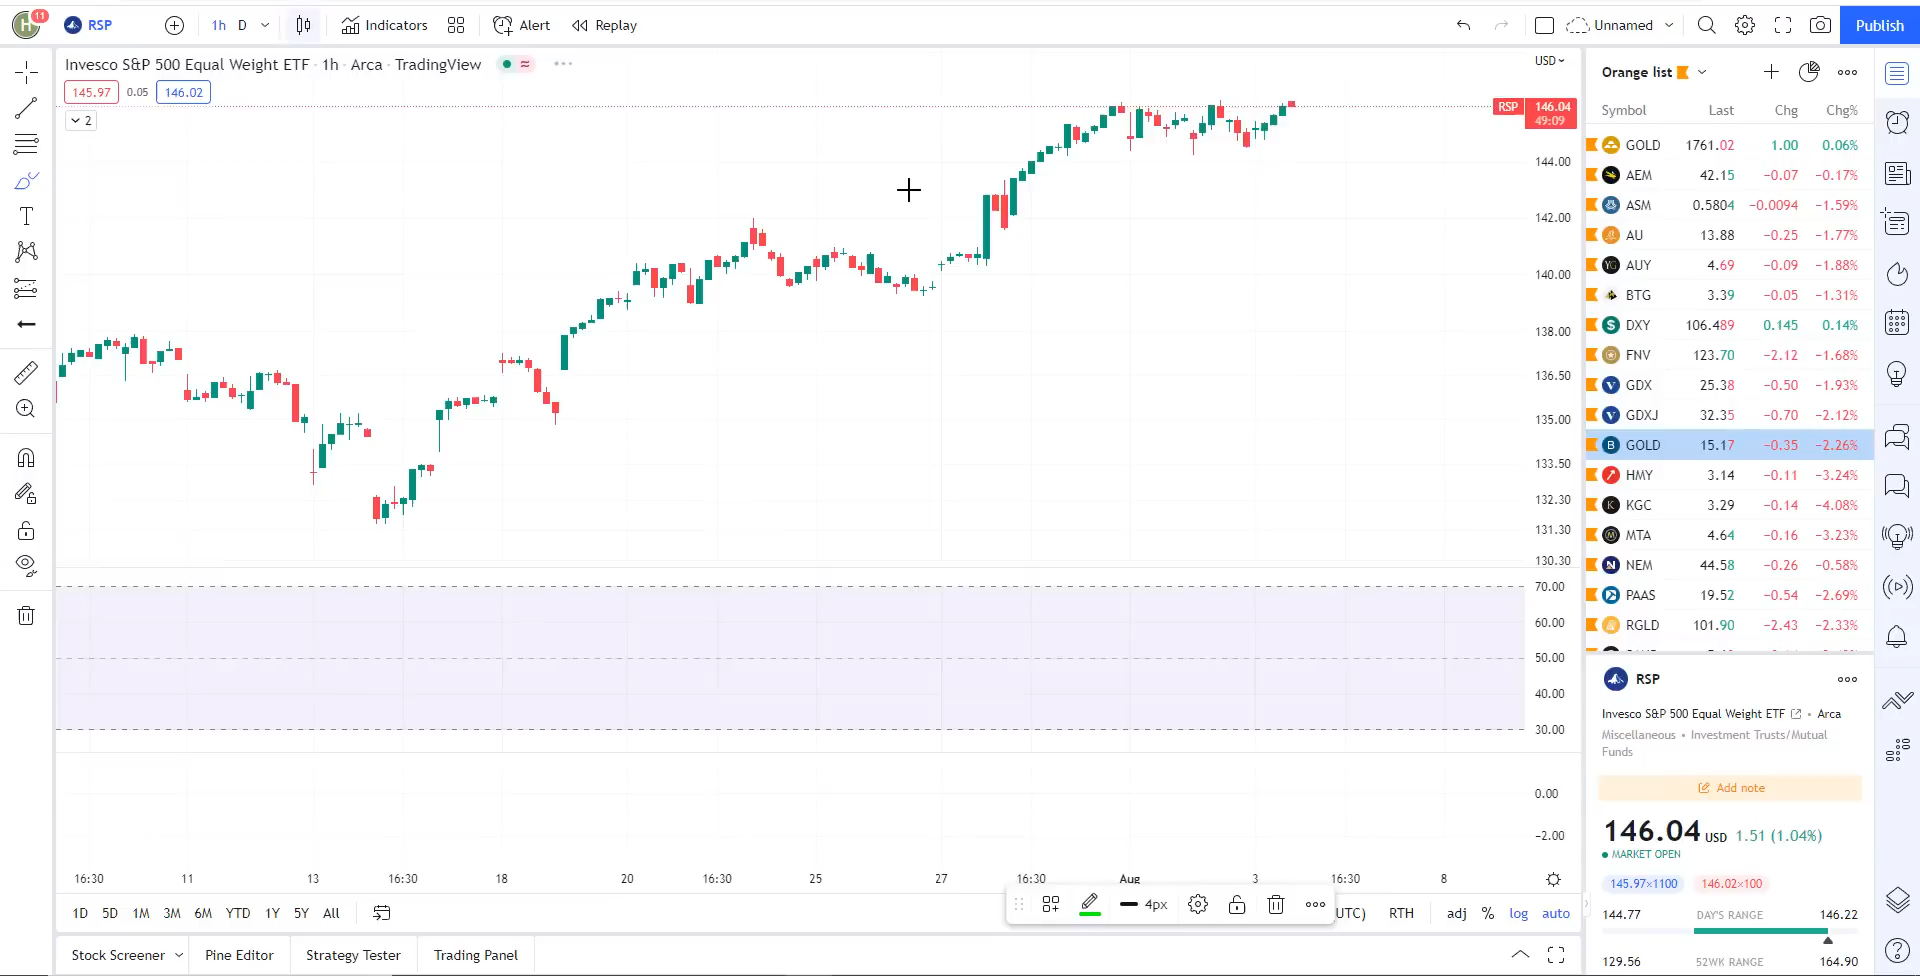 H 11 RSP 1h D Indicators Alert Replay Unnamed Publish
Invesco S&P 500 Equal Weight ETF · 1h · Arca · TradingView
145.97 0.05 146.02
2
USD
RSP 146.04
49:09
144.00
142.00
140.00
138.00
136.50
135.00
133.50
132.30
131.30
130.30
70.00
60.00
50.00
40.00
30.00
0.00
−2.00
16:30 11 13 16:30 18 20 16:30 25 27 16:30 Aug 3 16:30 8
4px
1D 5D 1M 3M 6M YTD 1Y 5Y All UTC) RTH adj % log auto
Stock Screener Pine Editor Strategy Tester Trading Panel
Orange list
Symbol Last Chg Chg%
GOLD 1761.02 1.00 0.06%
AEM 42.15 −0.07 −0.17%
ASM 0.5804 −0.0094 −1.59%
AU 13.88 −0.25 −1.77%
AUY 4.69 −0.09 −1.88%
BTG 3.39 −0.05 −1.31%
DXY 106.489 0.145 0.14%
FNV 123.70 −2.12 −1.68%
GDX 25.38 −0.50 −1.93%
GDXJ 32.35 −0.70 −2.12%
GOLD 15.17 −0.35 −2.26%
HMY 3.14 −0.11 −3.24%
KGC 3.29 −0.14 −4.08%
MTA 4.64 −0.16 −3.23%
NEM 44.58 −0.26 −0.58%
PAAS 19.52 −0.54 −2.69%
RGLD 101.90 −2.43 −2.33%
RSP
Invesco S&P 500 Equal Weight ETF • Arca
Miscellaneous • Investment Trusts/Mutual
Funds
Add note
146.04 USD 1.51 (1.04%)
MARKET OPEN
145.97×1100 146.02×100
144.77 DAY'S RANGE 146.22
129.56 52WK RANGE 164.90